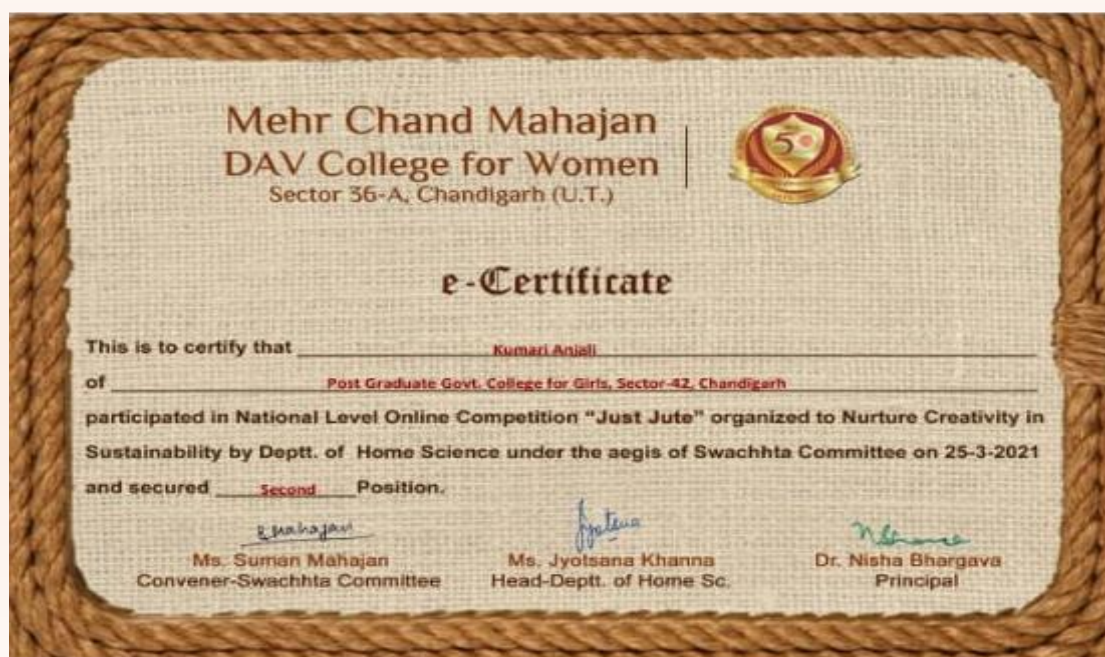 Mehr Chand Mahajan
DAV College for Women
Sector 36-A, Chandigarh (U.T.)
50
e-Certificate
This is to certify that Kumari Anjali
of Post Graduate Govt. College for Girls, Sector-42, Chandigarh
participated in National Level Online Competition "Just Jute" organized to Nurture Creativity in
Sustainability by Deptt. of Home Science under the aegis of Swachhta Committee on 25-3-2021
and secured Second Position.
Ms. Suman Mahajan
Convener-Swachhta Committee
Ms. Jyotsana Khanna
Head-Deptt. of Home Sc.
Dr. Nisha Bhargava
Principal